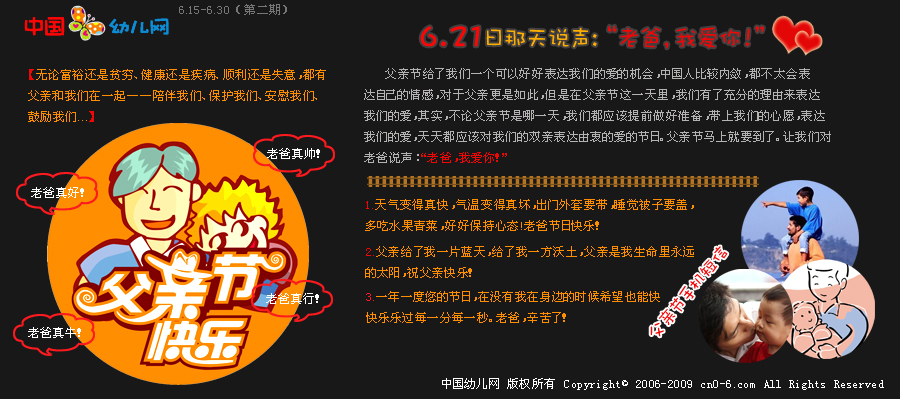 中国 幼儿网
6.15-6.30（第二期）
【无论富裕还是贫穷、健康还是疾病、顺利还是失意,都有
父亲和我们在一起——陪伴我们、保护我们、安慰我们、
鼓励我们…】
老爸真帅!
老爸真好!
父亲节
快乐
老爸真行!
老爸真牛!
6.21日那天说声:“老爸,我爱你!”
父亲节给了我们一个可以好好表达我们的爱的机会,中国人比较内敛,都不太会表
达自己的情感,对于父亲更是如此,但是在父亲节这一天里,我们有了充分的理由来表达
我们的爱,其实,不论父亲节是哪一天,我们都应该提前做好准备,带上我们的心愿,表达
我们的爱,天天都应该对我们的双亲表达由衷的爱的节日。父亲节马上就要到了。让我们对
老爸说声:“老爸,我爱你!”
1.天气变得真快,气温变得真坏,出门外套要带,睡觉被子要盖,
多吃水果青菜,好好保持心态!老爸节日快乐!
2.父亲给了我一片蓝天,给了我一方沃土,父亲是我生命里永远
的太阳,祝父亲快乐!
3.一年一度您的节日,在没有我在身边的时候希望也能快
快乐乐过每一分每一秒。老爸,辛苦了!
父亲节手机短信
中国幼儿网 版权所有 Copyright© 2006-2009 cn0-6.com All Rights Reserved